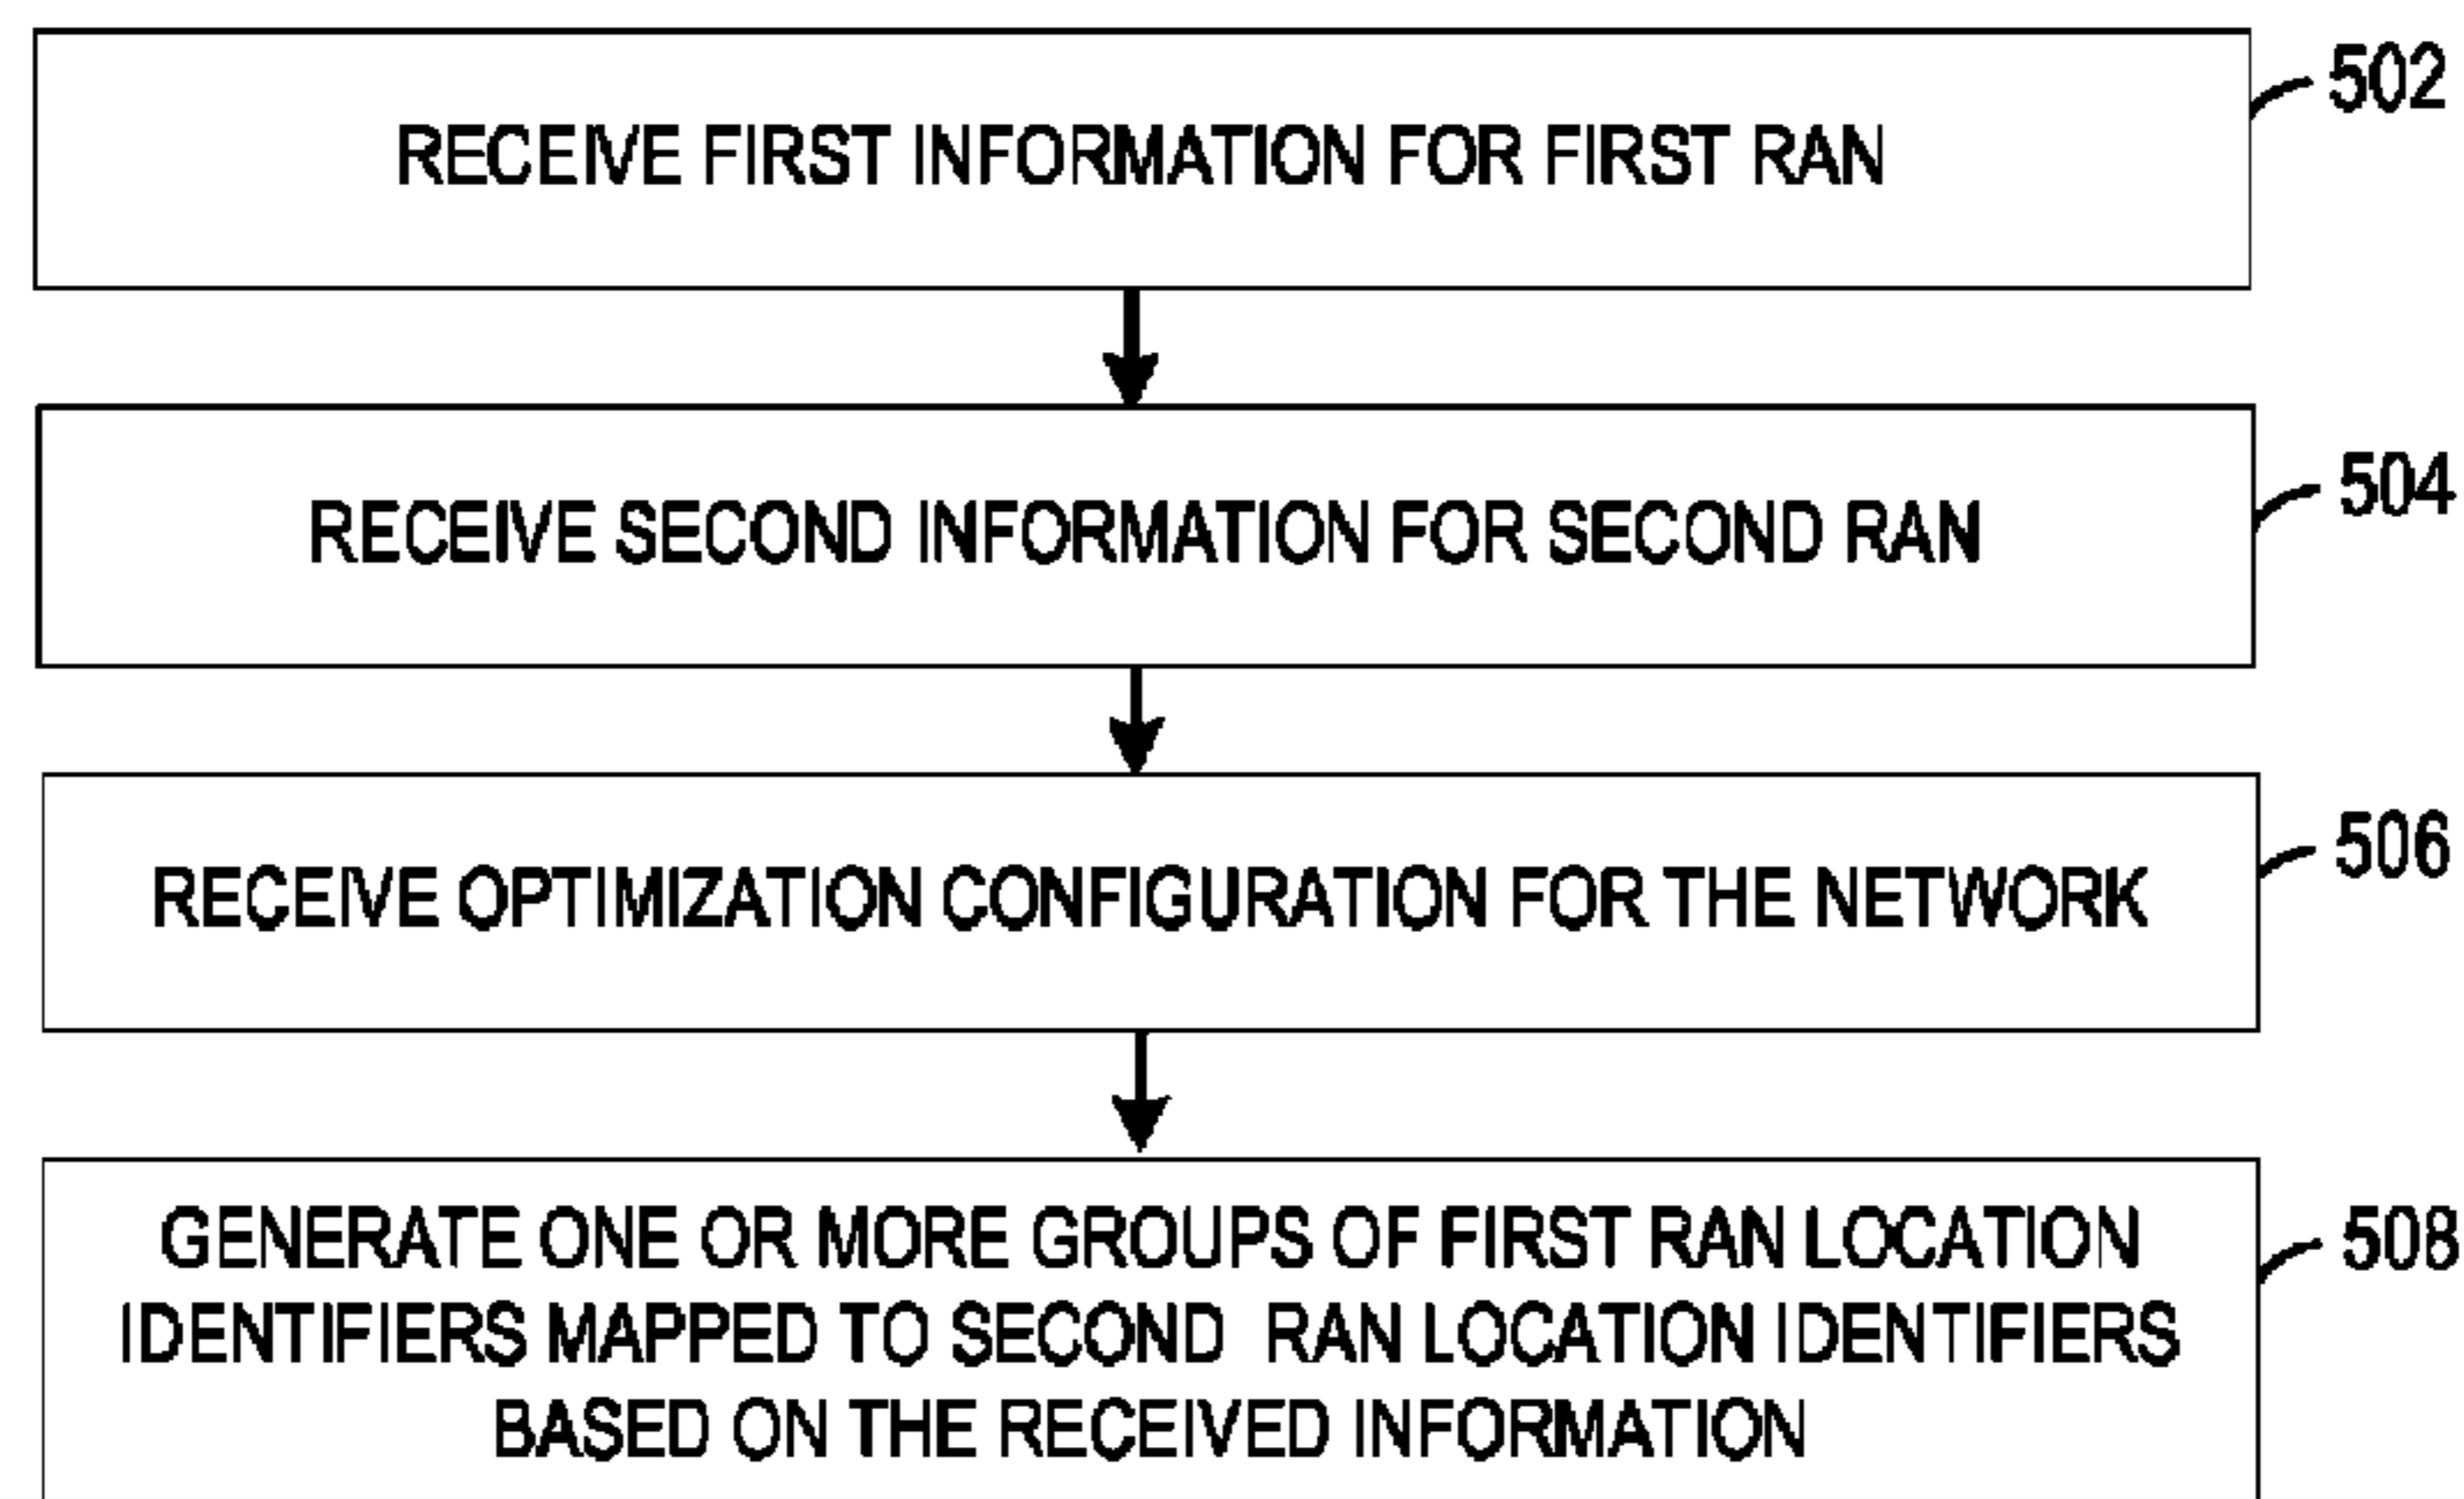 502
RECEIVE FIRST INFORMATION FOR FIRST RAN
504
RECEIVE SECOND INFORMATION FOR SECOND RAN
506
RECEIVE OPTIMIZATION CONFIGURATION FOR THE NETWORK
508
GENERATE ONE OR MORE GROUPS OF FIRST RAN LOCATION
IDENTIFIERS MAPPED TO SECOND RAN LOCATION IDENTIFIERS
BASED ON THE RECEIVED INFORMATION